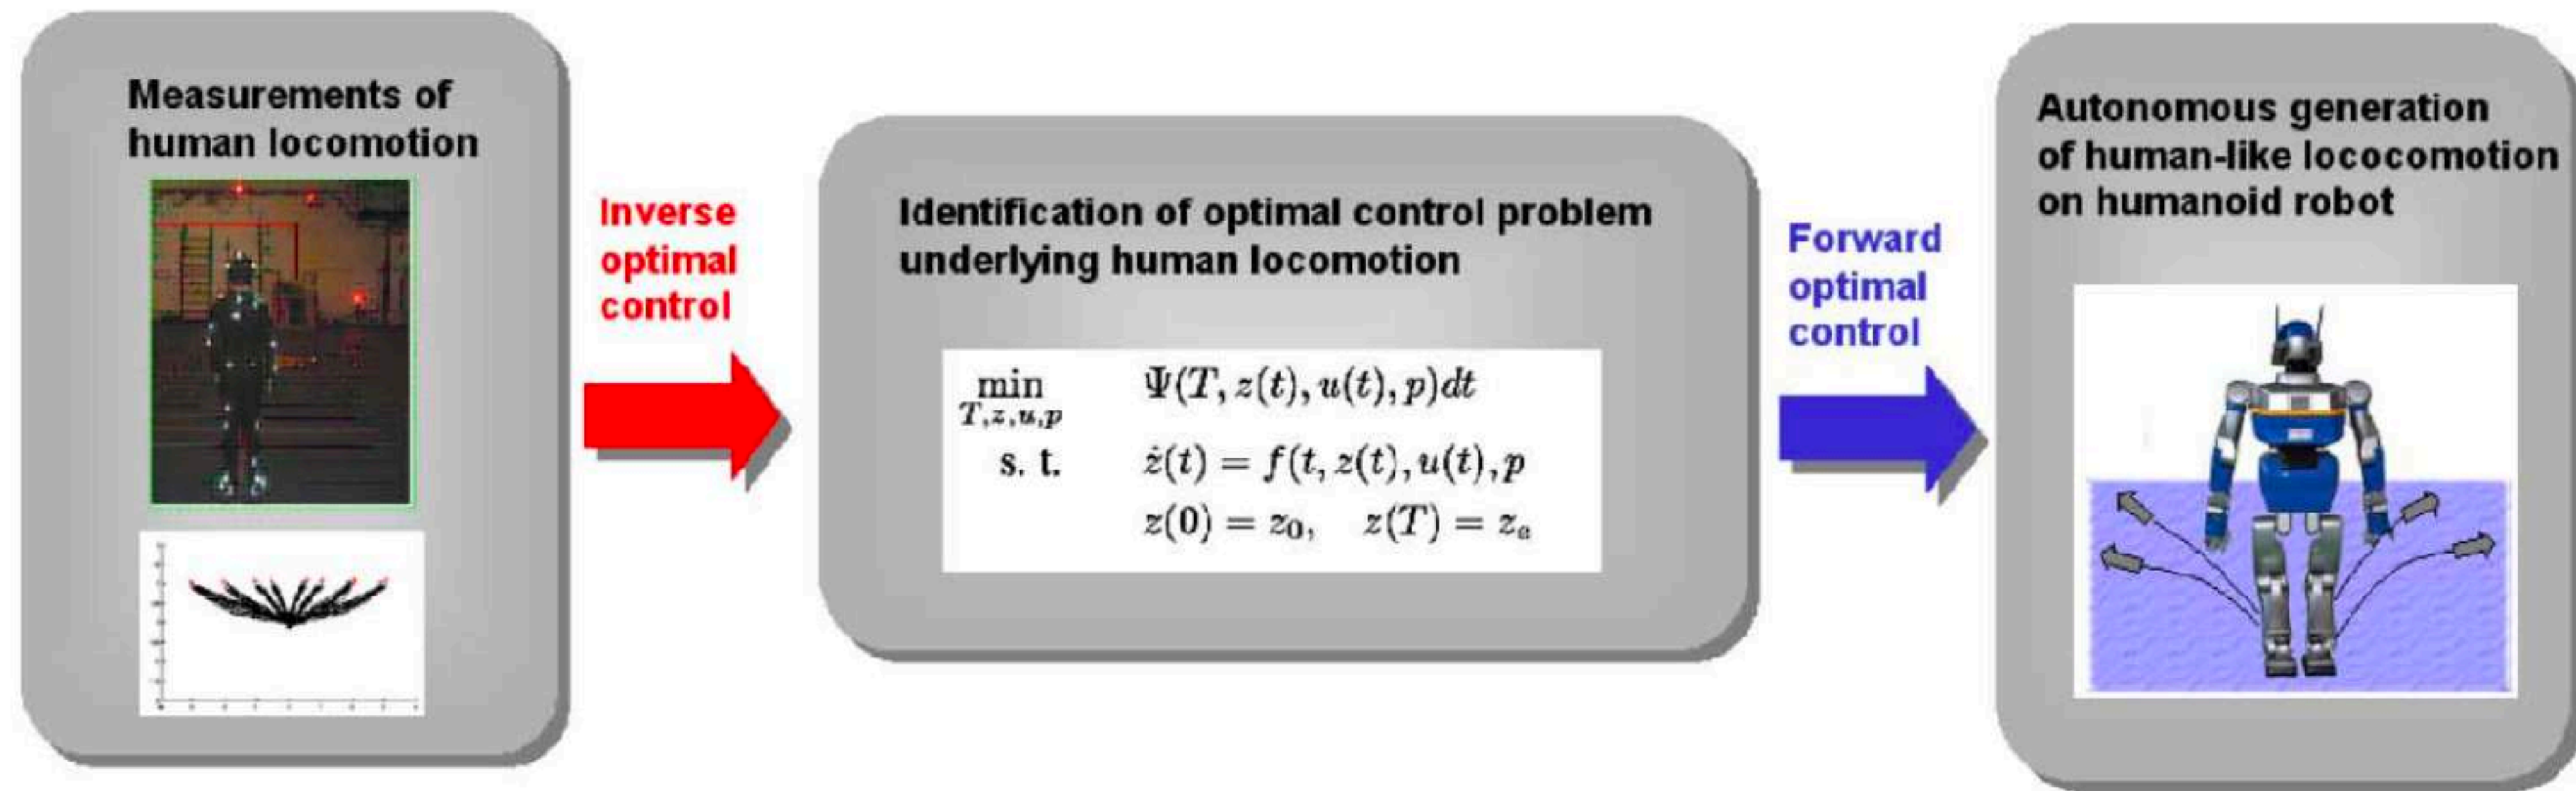 Measurements of
human locomotion
Inverse
optimal
control
Identification of optimal control problem
underlying human locomotion
min Ψ(T, z(t), u(t), p)dt
T,z,u,p
s. t. ż(t) = f(t, z(t), u(t), p
z(0) = z₀, z(T) = zₑ
Forward
optimal
control
Autonomous generation
of human-like lococomotion
on humanoid robot